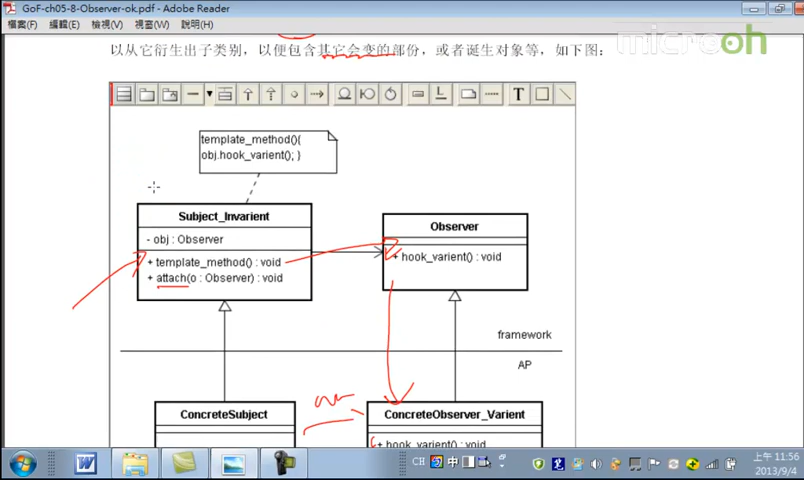 GoF-ch05-8-Observer-ok.pdf - Adobe Reader
檔案(F) 編輯(E) 檢視(V) 視窗(W) 說明(H)
microoh
以从它衍生出子类别，以便包含其它会变的部份，或者诞生对象等，如下图：
T
template_method(){
obj.hook_varient(); }
Subject_Invarient
- obj : Observer
+ template_method() : void
+ attach(o : Observer) : void
Observer
+ hook_varient() : void
framework
AP
ConcreteSubject
ConcreteObserver_Varient
+ hook_varient() : void
CH 中
上午 11:56
2013/9/4